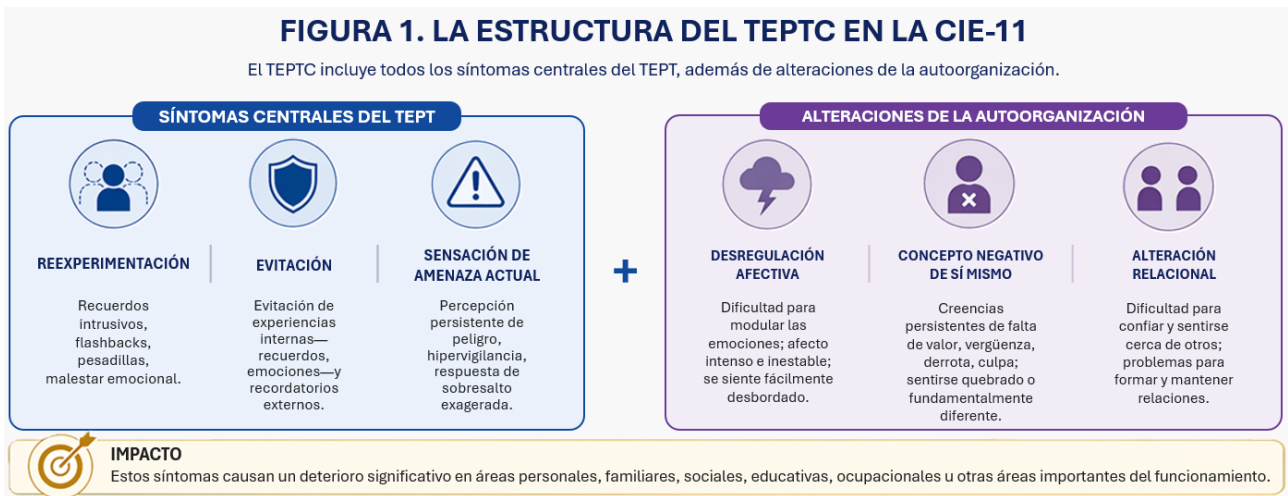 FIGURA 1. LA ESTRUCTURA DEL TEPTC EN LA CIE-11
El TEPTC incluye todos los síntomas centrales del TEPT, además de alteraciones de la autoorganización.
SÍNTOMAS CENTRALES DEL TEPT
REEXPERIMENTACIÓN
Recuerdos
intrusivos,
flashbacks,
pesadillas,
malestar emocional.
EVITACIÓN
Evitación de
experiencias
internas—
recuerdos,
emociones—y
recordatorios
externos.
SENSACIÓN DE
AMENAZA ACTUAL
Percepción
persistente de
peligro,
hipervigilancia,
respuesta de
sobresalto
exagerada.
+
ALTERACIONES DE LA AUTOORGANIZACIÓN
DESREGULACIÓN
AFECTIVA
Dificultad para
modular las
emociones; afecto
intenso e inestable;
se siente fácilmente
desbordado.
CONCEPTO NEGATIVO
DE SÍ MISMO
Creencias
persistentes de falta
de valor, vergüenza,
derrota, culpa;
sentirse quebrado o
fundamentalmente
diferente.
ALTERACIÓN
RELACIONAL
Dificultad para
confiar y sentirse
cerca de otros;
problemas para
formar y mantener
relaciones.
IMPACTO
Estos síntomas causan un deterioro significativo en áreas personales, familiares, sociales, educativas, ocupacionales u otras áreas importantes del funcionamiento.